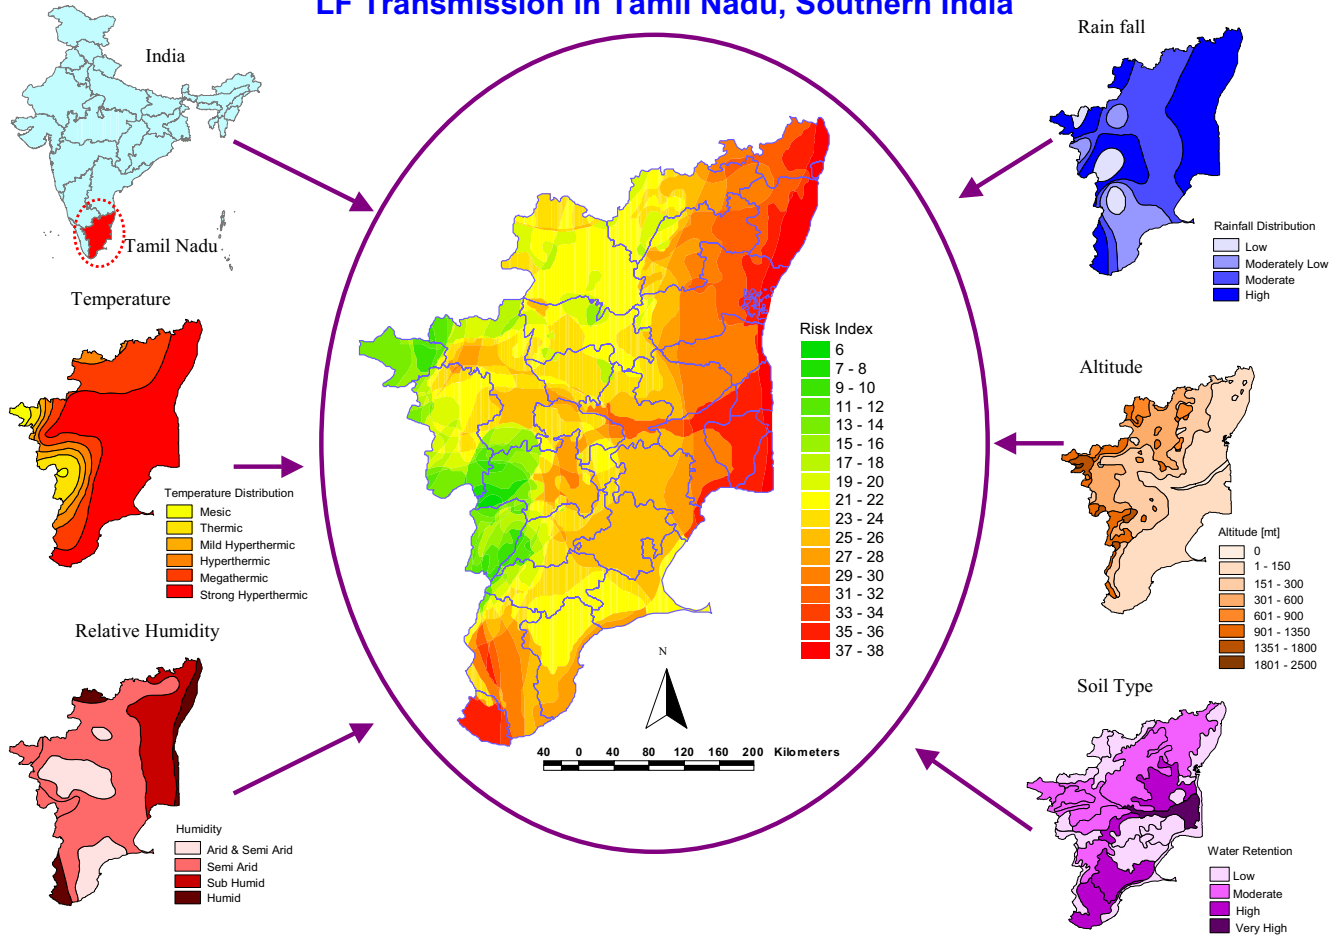 LF Transmission in Tamil Nadu, Southern India
India
Tamil Nadu
Rain fall
Rainfall Distribution
Low
Moderately Low
Moderate
High
Temperature
Temperature Distribution
Mesic
Thermic
Mild Hyperthermic
Hyperthermic
Megathermic
Strong Hyperthermic
Risk Index
6
7 - 8
9 - 10
11 - 12
13 - 14
15 - 16
17 - 18
19 - 20
21 - 22
23 - 24
25 - 26
27 - 28
29 - 30
31 - 32
33 - 34
35 - 36
37 - 38
Altitude
Altitude [mt]
0
1 - 150
151 - 300
301 - 600
601 - 900
901 - 1350
1351 - 1800
1801 - 2500
Relative Humidity
Humidity
Arid & Semi Arid
Semi Arid
Sub Humid
Humid
N
40 0 40 80 120 160 200 Kilometers
Soil Type
Water Retention
Low
Moderate
High
Very High